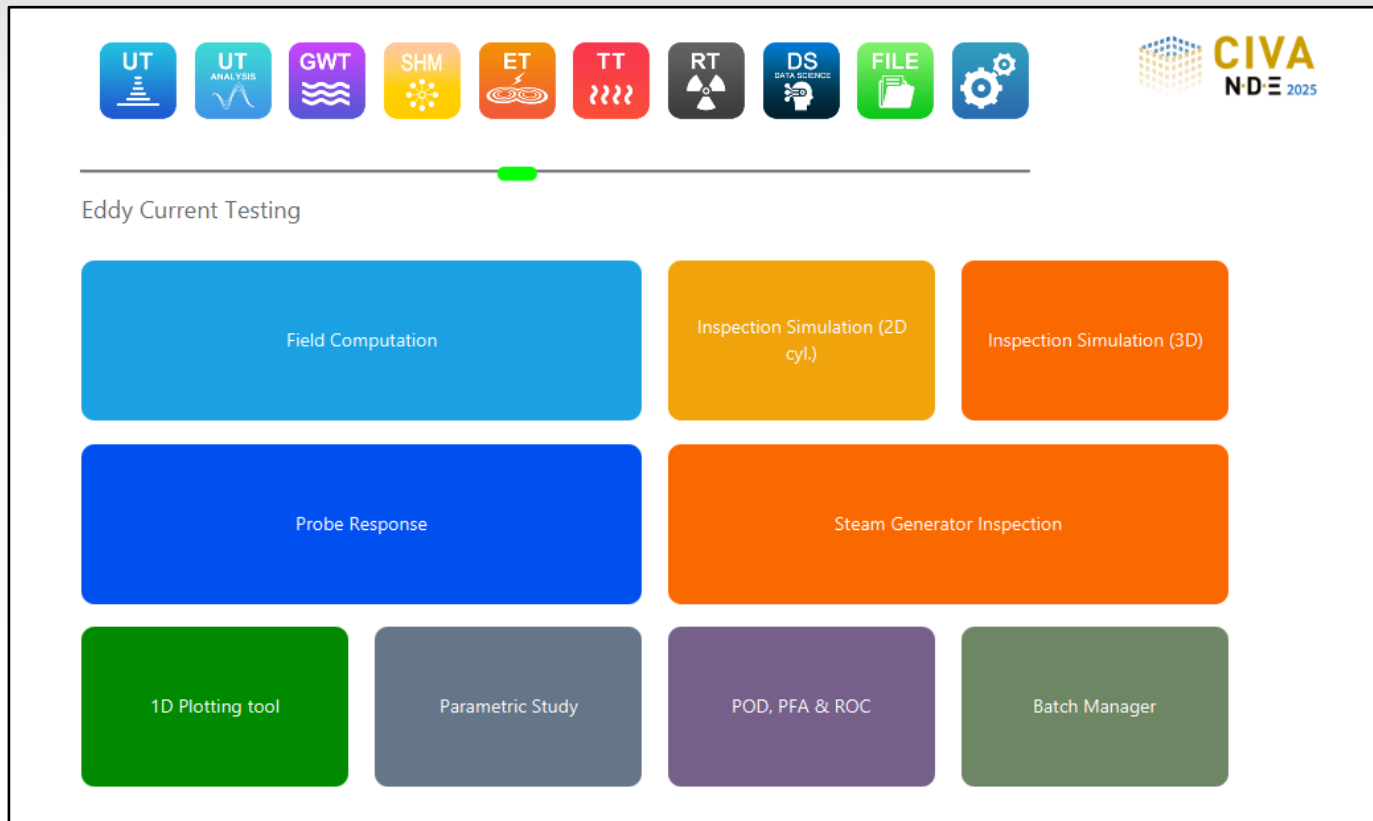 UT
UT
ANALYSIS
GWT
SHM
ET
TT
RT
DS
DATA SCIENCE
FILE
CIVA
N·D·E 2025
Eddy Current Testing
Field Computation
Inspection Simulation (2D
cyl.)
Inspection Simulation (3D)
Probe Response
Steam Generator Inspection
1D Plotting tool
Parametric Study
POD, PFA & ROC
Batch Manager